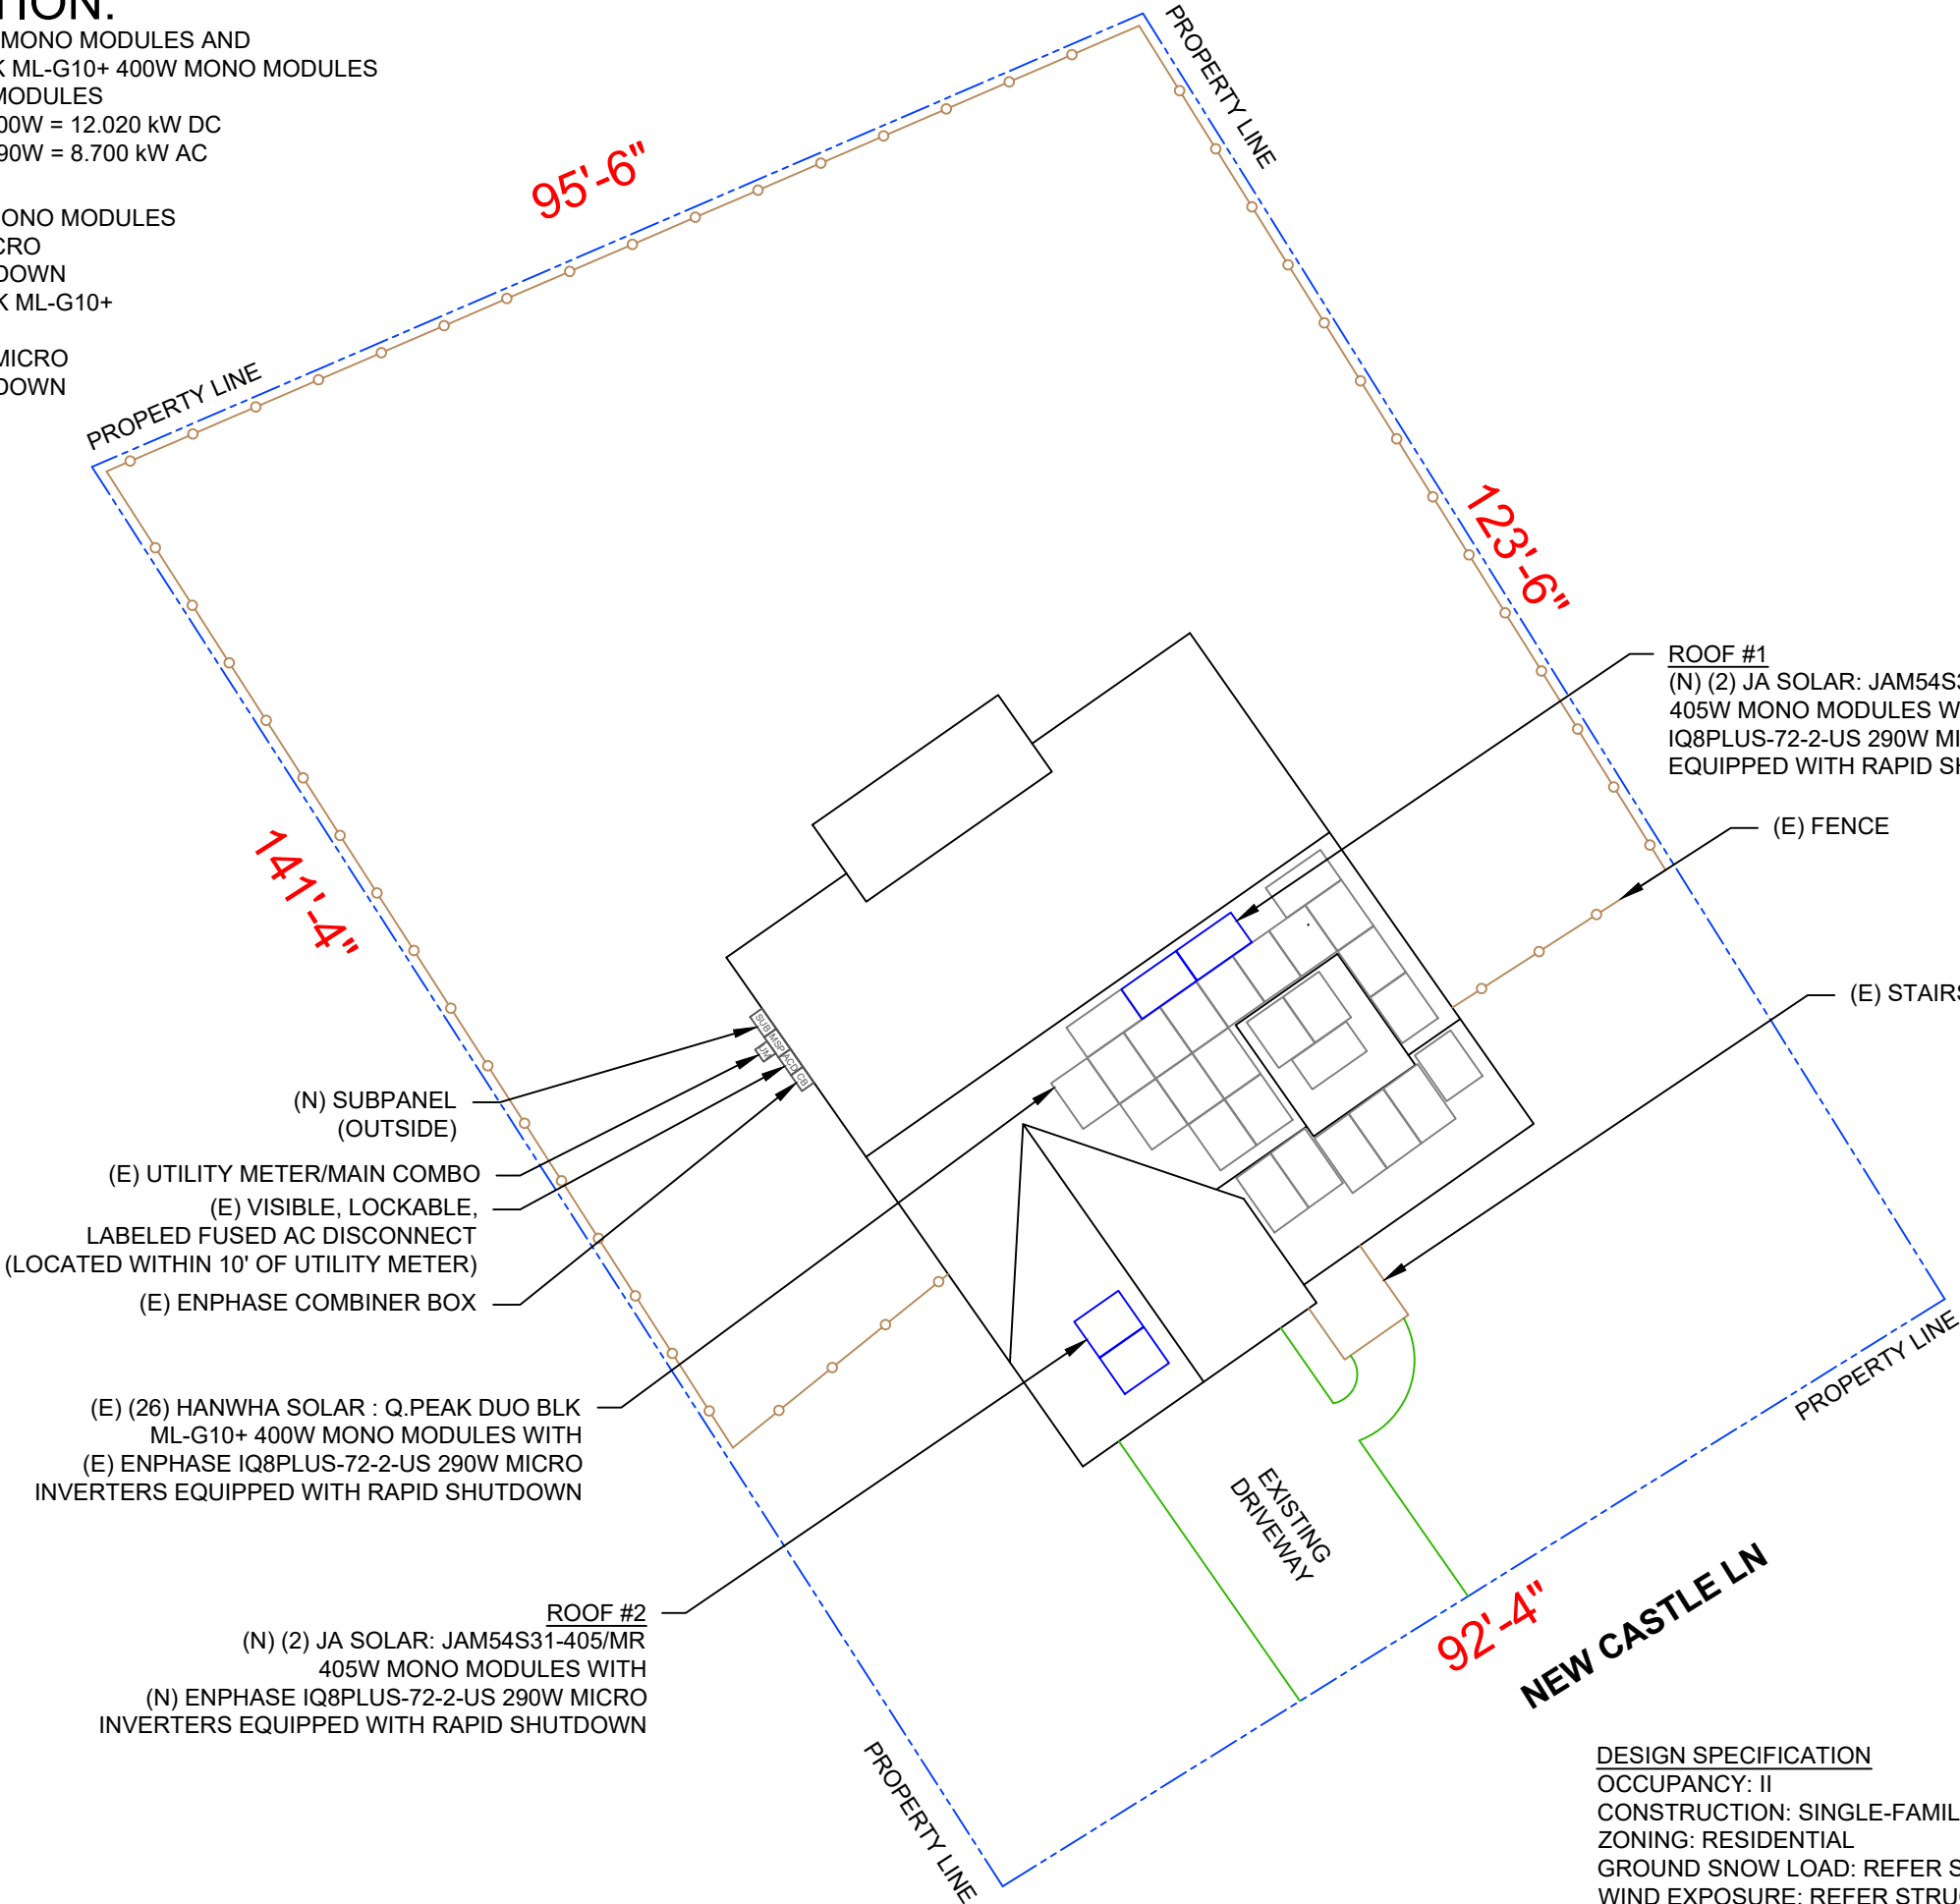 TION:
MONO MODULES AND
K ML-G10+ 400W MONO MODULES
MODULES
00W = 12.020 kW DC
90W = 8.700 kW AC
ONO MODULES
CRO
DOWN
K ML-G10+
MICRO
DOWN
PROPERTY LINE
95'-6"
PROPERTY LINE
123'-6"
141'-4"
ROOF #1
(N) (2) JA SOLAR: JAM54S3
405W MONO MODULES W
IQ8PLUS-72-2-US 290W MI
EQUIPPED WITH RAPID SH
(E) FENCE
(E) STAIRS
SUB
MSP
UM
ACD
CB
(N) SUBPANEL
(OUTSIDE)
(E) UTILITY METER/MAIN COMBO
(E) VISIBLE, LOCKABLE,
LABELED FUSED AC DISCONNECT
(LOCATED WITHIN 10' OF UTILITY METER)
(E) ENPHASE COMBINER BOX
(E) (26) HANWHA SOLAR : Q.PEAK DUO BLK
ML-G10+ 400W MONO MODULES WITH
(E) ENPHASE IQ8PLUS-72-2-US 290W MICRO
INVERTERS EQUIPPED WITH RAPID SHUTDOWN
ROOF #2
(N) (2) JA SOLAR: JAM54S31-405/MR
405W MONO MODULES WITH
(N) ENPHASE IQ8PLUS-72-2-US 290W MICRO
INVERTERS EQUIPPED WITH RAPID SHUTDOWN
EXISTING
DRIVEWAY
PROPERTY LINE
92'-4"
NEW CASTLE LN
PROPERTY LINE
DESIGN SPECIFICATION
OCCUPANCY: II
CONSTRUCTION: SINGLE-FAMIL
ZONING: RESIDENTIAL
GROUND SNOW LOAD: REFER S
WIND EXPOSURE: REFER STRU